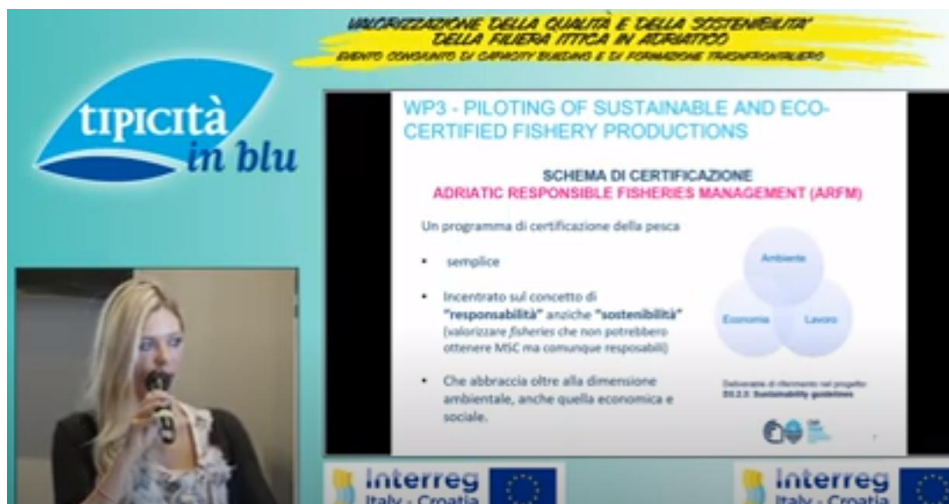 VALORIZZAZIONE DELLA QUALITÀ E DELLA SOSTENIBILITA'
DELLA FILIERA ITTICA IN ADRIATICO
EVENTO CONGIUNTO DI CAPACITY BUILDING E DI FORMAZIONE TRASNFRONTALIERO
tipicità
in blu
WP3 - PILOTING OF SUSTAINABLE AND ECO-
CERTIFIED FISHERY PRODUCTIONS
SCHEMA DI CERTIFICAZIONE
ADRIATIC RESPONSIBLE FISHERIES MANAGEMENT (ARFM)
Un programma di certificazione della pesca
• semplice
• Incentrato sul concetto di
"responsabilità" anziche "sostenibilità"
(valorizzare fisheries che non potrebbero
ottenere MSC ma comunque resposabili)
• Che abbraccia oltre alla dimensione
ambientale, anche quella economica e
sociale.
Ambiente
Economia
Lavoro
Deliverable di riferimento nel progetto:
D3.2.3: Sustainability guidelines
7
Interreg
Italy - Croatia
Interreg
Italy - Croatia